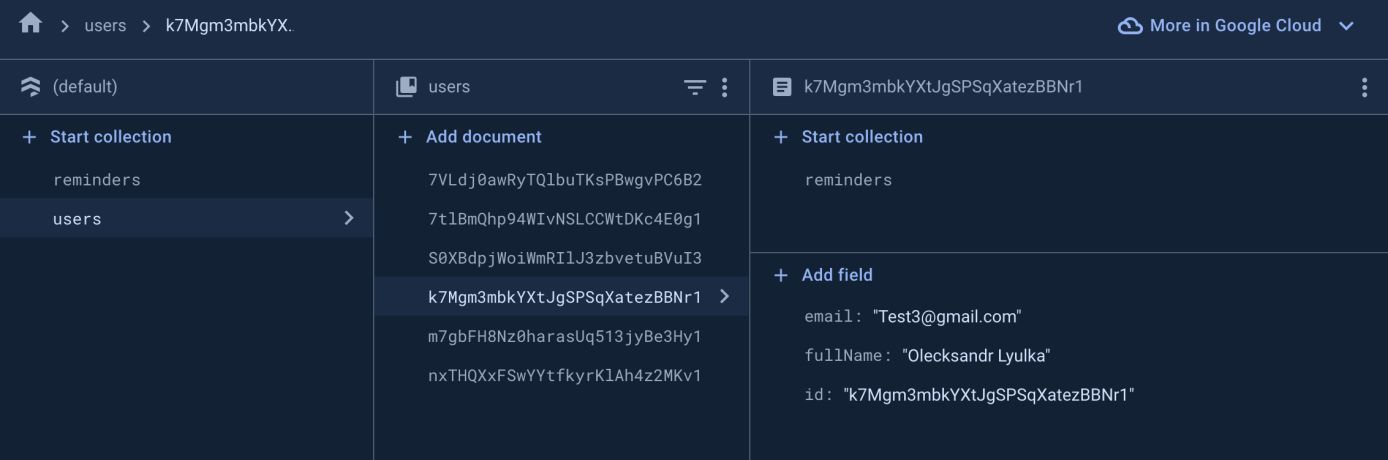 users k7Mgm3mbkYX.. More in Google Cloud
(default)
Start collection
reminders
users
users
Add document
7VLdj0awRyTQlbuTKsPBwgvPC6B2
7tlBmQhp94WIvNSLCCWtDKc4E0g1
S0XBdpjWoiWmRIlJ3zbvetuBVuI3
k7Mgm3mbkYXtJgSPSqXatezBBNr1
m7gbFH8Nz0harasUq513jyBe3Hy1
nxTHQXxFSwYYtfkyrKlAh4z2MKv1
k7Mgm3mbkYXtJgSPSqXatezBBNr1
Start collection
reminders
Add field
email: "Test3@gmail.com"
fullName: "Olecksandr Lyulka"
id: "k7Mgm3mbkYXtJgSPSqXatezBBNr1"